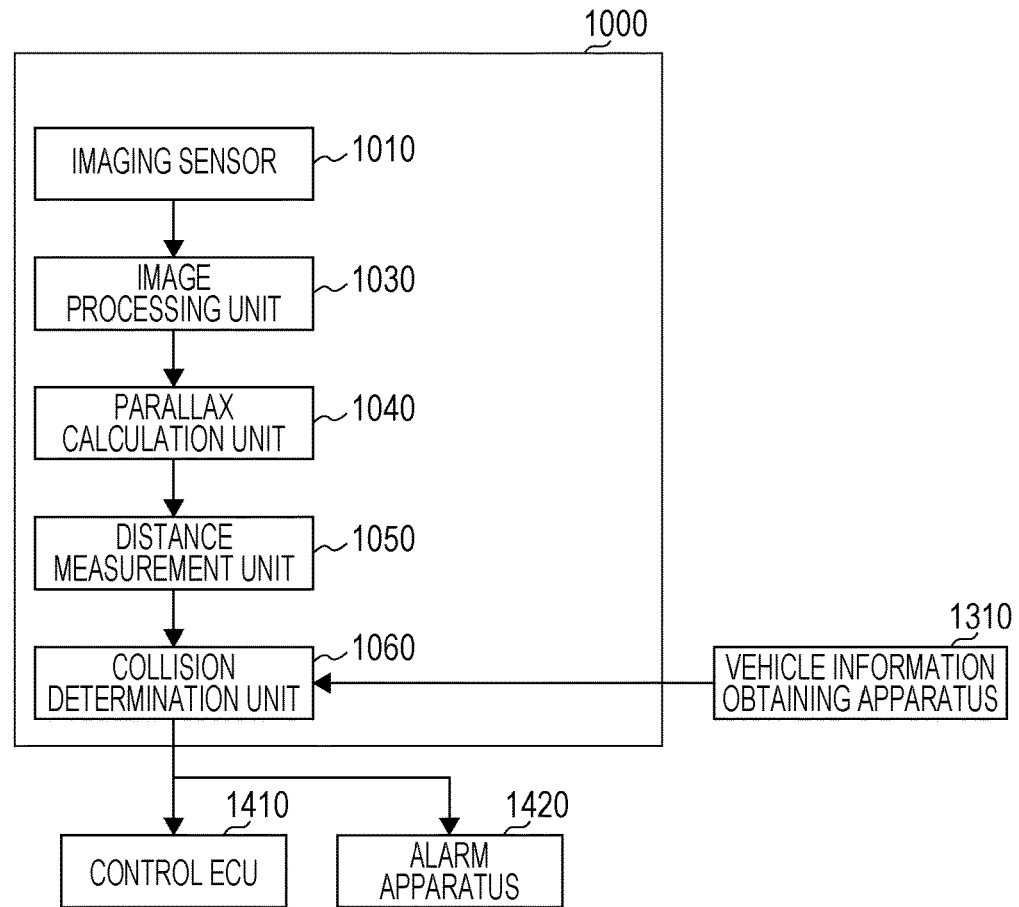 1000
IMAGING SENSOR
1010
IMAGE
PROCESSING UNIT
1030
PARALLAX
CALCULATION UNIT
1040
DISTANCE
MEASUREMENT UNIT
1050
COLLISION
DETERMINATION UNIT
1060
1310
VEHICLE INFORMATION
OBTAINING APPARATUS
1410
CONTROL ECU
1420
ALARM
APPARATUS